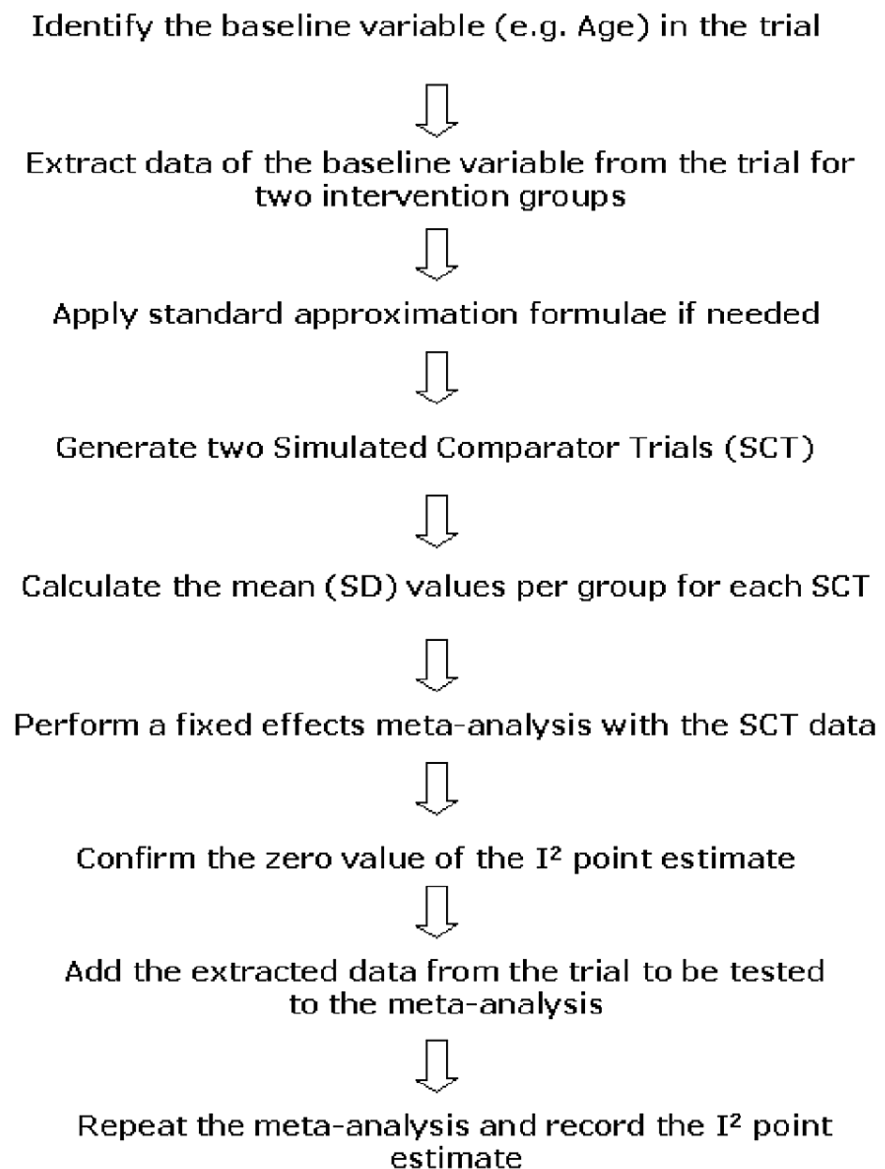 Identify the baseline variable (e.g. Age) in the trial
Extract data of the baseline variable from the trial for
two intervention groups
Apply standard approximation formulae if needed
Generate two Simulated Comparator Trials (SCT)
Calculate the mean (SD) values per group for each SCT
Perform a fixed effects meta-analysis with the SCT data
Confirm the zero value of the I² point estimate
Add the extracted data from the trial to be tested
to the meta-analysis
Repeat the meta-analysis and record the I² point
estimate